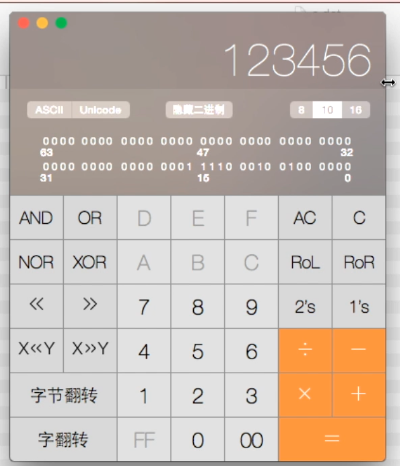 123456
ASCII Unicode 隐藏二进制 8 10 16
0000 0000 0000 0000 0000 0000 0000 0000
63 47 32
0000 0000 0000 0001 1110 0010 0100 0000
31 15 0
AND OR D E F AC C
NOR XOR A B C RoL RoR
« » 7 8 9 2's 1's
X«Y X»Y 4 5 6 ÷ −
字节翻转 1 2 3 × +
字翻转 FF 0 00 =